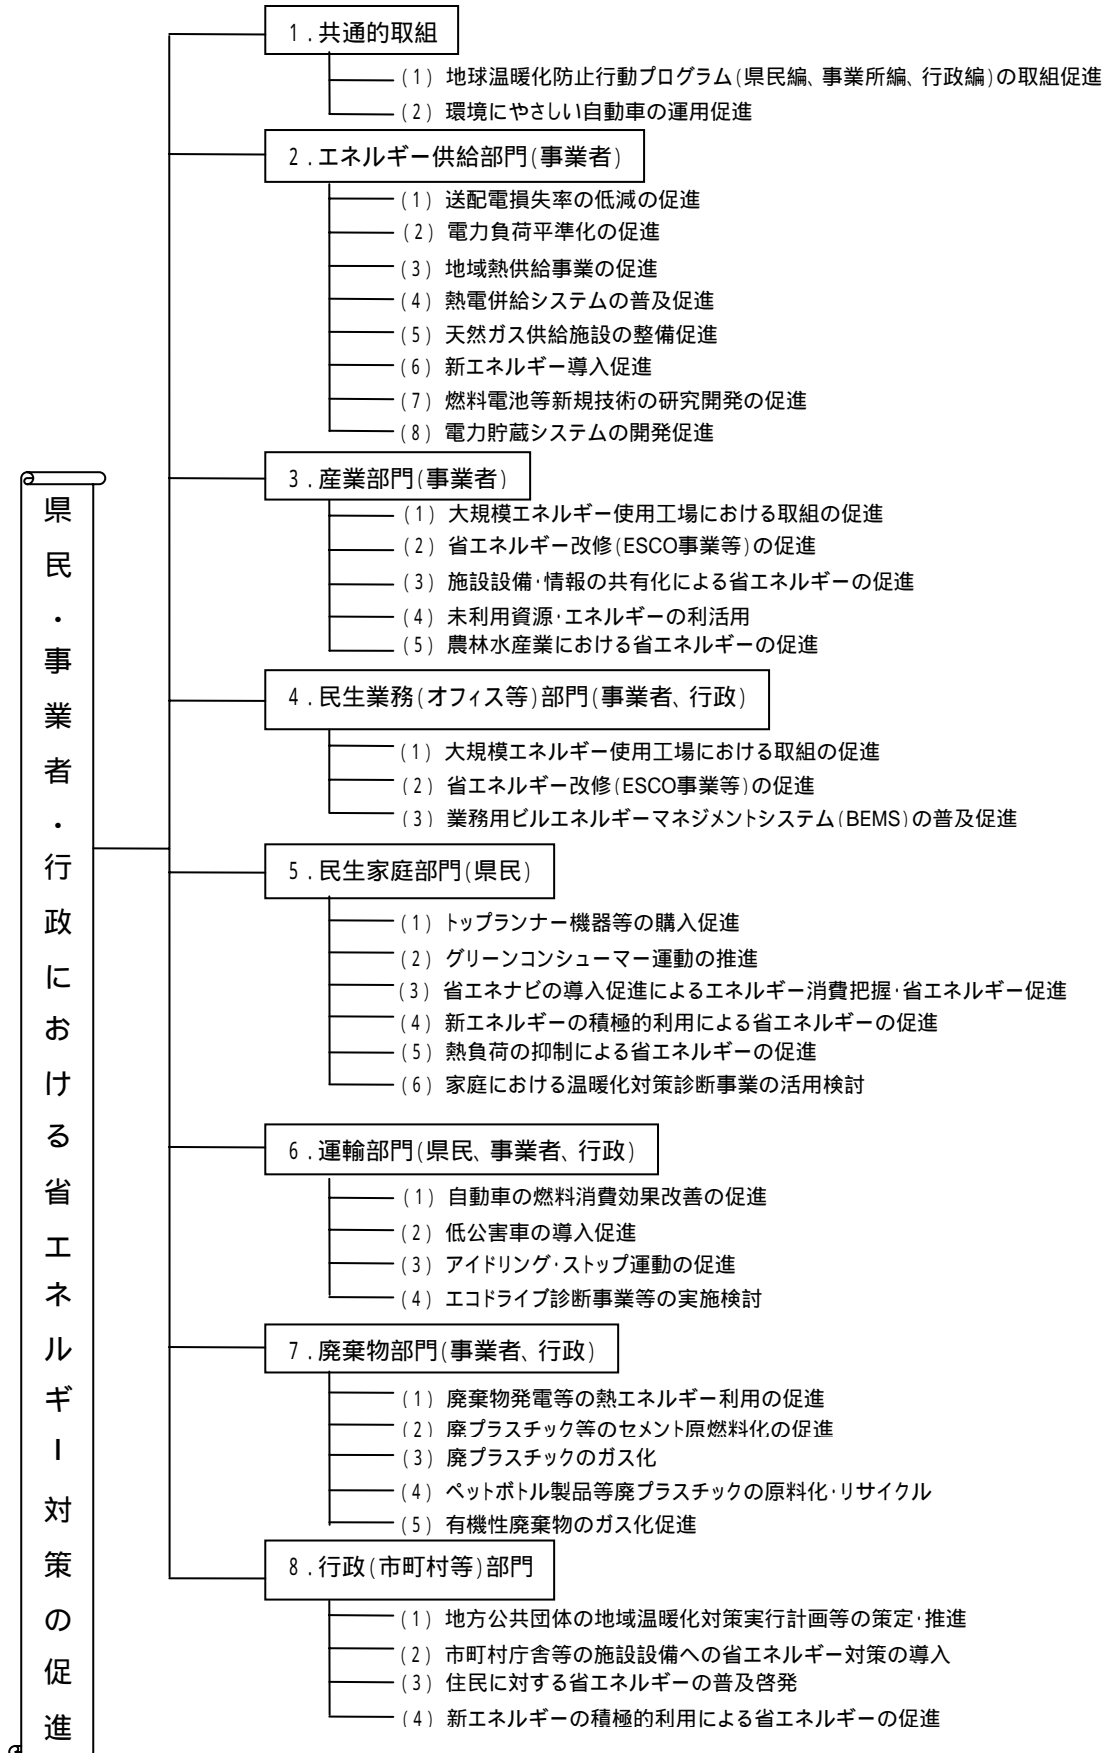 県民・事業者・行政における省エネルギー対策の促進
1.共通的取組
(1) 地球温暖化防止行動プログラム(県民編、事業所編、行政編)の取組促進
(2) 環境にやさしい自動車の運用促進
2.エネルギー供給部門(事業者)
(1) 送配電損失率の低減の促進
(2) 電力負荷平準化の促進
(3) 地域熱供給事業の促進
(4) 熱電併給システムの普及促進
(5) 天然ガス供給施設の整備促進
(6) 新エネルギー導入促進
(7) 燃料電池等新規技術の研究開発の促進
(8) 電力貯蔵システムの開発促進
3.産業部門(事業者)
(1) 大規模エネルギー使用工場における取組の促進
(2) 省エネルギー改修(ESCO事業等)の促進
(3) 施設設備・情報の共有化による省エネルギーの促進
(4) 未利用資源・エネルギーの利活用
(5) 農林水産業における省エネルギーの促進
4.民生業務(オフィス等)部門(事業者、行政)
(1) 大規模エネルギー使用工場における取組の促進
(2) 省エネルギー改修(ESCO事業等)の促進
(3) 業務用ビルエネルギーマネジメントシステム(BEMS)の普及促進
5.民生家庭部門(県民)
(1) トップランナー機器等の購入促進
(2) グリーンコンシューマー運動の推進
(3) 省エネナビの導入促進によるエネルギー消費把握・省エネルギー促進
(4) 新エネルギーの積極的利用による省エネルギーの促進
(5) 熱負荷の抑制による省エネルギーの促進
(6) 家庭における温暖化対策診断事業の活用検討
6.運輸部門(県民、事業者、行政)
(1) 自動車の燃料消費効果改善の促進
(2) 低公害車の導入促進
(3) アイドリング・ストップ運動の促進
(4) エコドライブ診断事業等の実施検討
7.廃棄物部門(事業者、行政)
(1) 廃棄物発電等の熱エネルギー利用の促進
(2) 廃プラスチック等のセメント原燃料化の促進
(3) 廃プラスチックのガス化
(4) ペットボトル製品等廃プラスチックの原料化・リサイクル
(5) 有機性廃棄物のガス化促進
8.行政(市町村等)部門
(1) 地方公共団体の地域温暖化対策実行計画等の策定・推進
(2) 市町村庁舎等の施設設備への省エネルギー対策の導入
(3) 住民に対する省エネルギーの普及啓発
(4) 新エネルギーの積極的利用による省エネルギーの促進